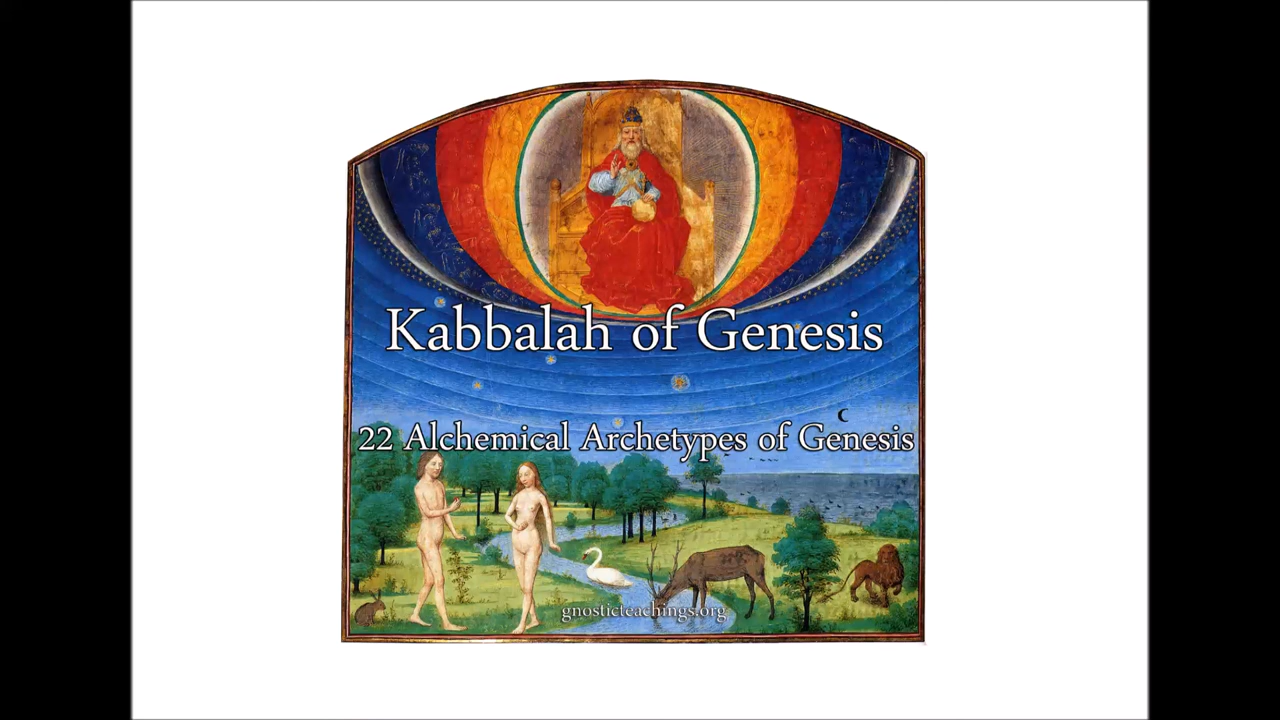 Kabbalah of Genesis
22 Alchemical Archetypes of Genesis
gnosticteachings.org